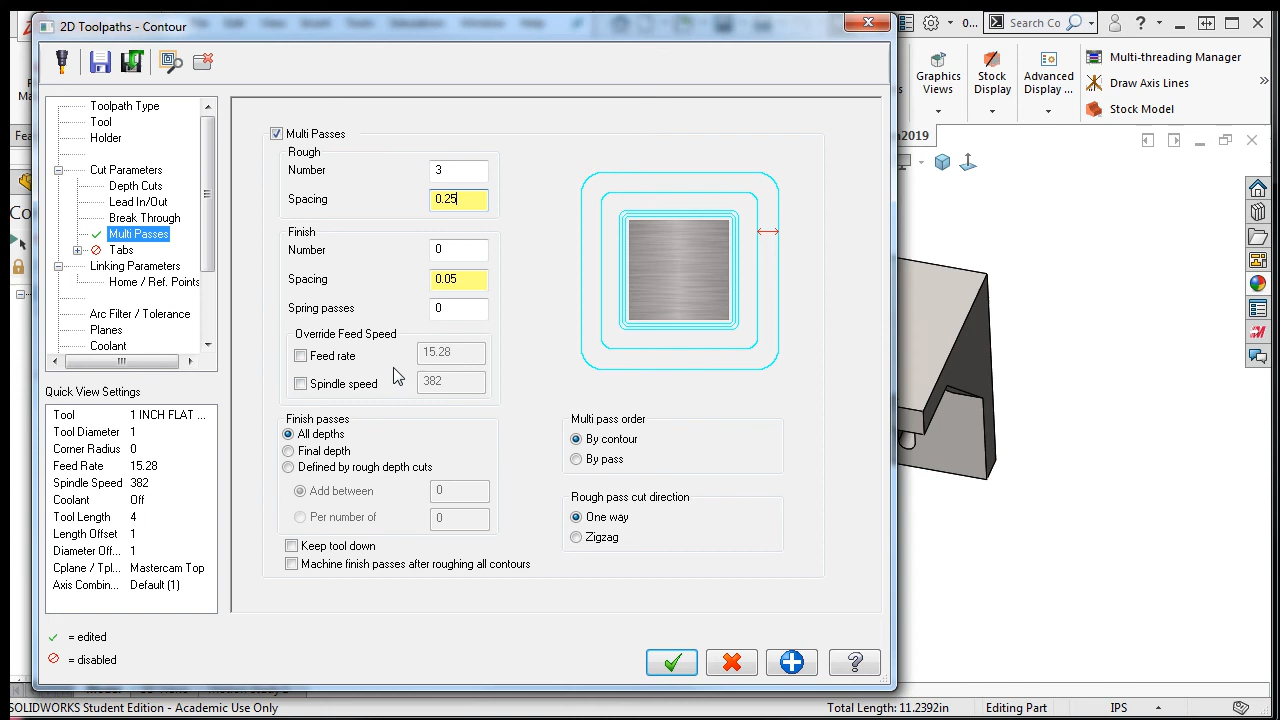 2D Toolpaths - Contour
0...
Search Co
?
Toolpath Type
Tool
Holder
Cut Parameters
Depth Cuts
Lead In/Out
Break Through
Multi Passes
Tabs
Linking Parameters
Home / Ref. Points
Arc Filter / Tolerance
Planes
Coolant
Quick View Settings
Tool 1 INCH FLAT ...
Tool Diameter 1
Corner Radius 0
Feed Rate 15.28
Spindle Speed 382
Coolant Off
Tool Length 4
Length Offset 1
Diameter Off... 1
Cplane / Tpl... Mastercam Top
Axis Combin... Default (1)
= edited
= disabled
Multi Passes
Rough
Number 3
Spacing 0.25
Finish
Number 0
Spacing 0.05
Spring passes 0
Override Feed Speed
Feed rate 15.28
Spindle speed 382
Finish passes
All depths
Final depth
Defined by rough depth cuts
Add between 0
Per number of 0
Keep tool down
Machine finish passes after roughing all contours
Multi pass order
By contour
By pass
Rough pass cut direction
One way
Zigzag
?
Graphics
Views
Stock
Display
Advanced
Display ...
Multi-threading Manager
Draw Axis Lines
Stock Model
Fea
n2019
Co
SOLIDWORKS Student Edition - Academic Use Only
Total Length: 11.2392in
Editing Part
IPS